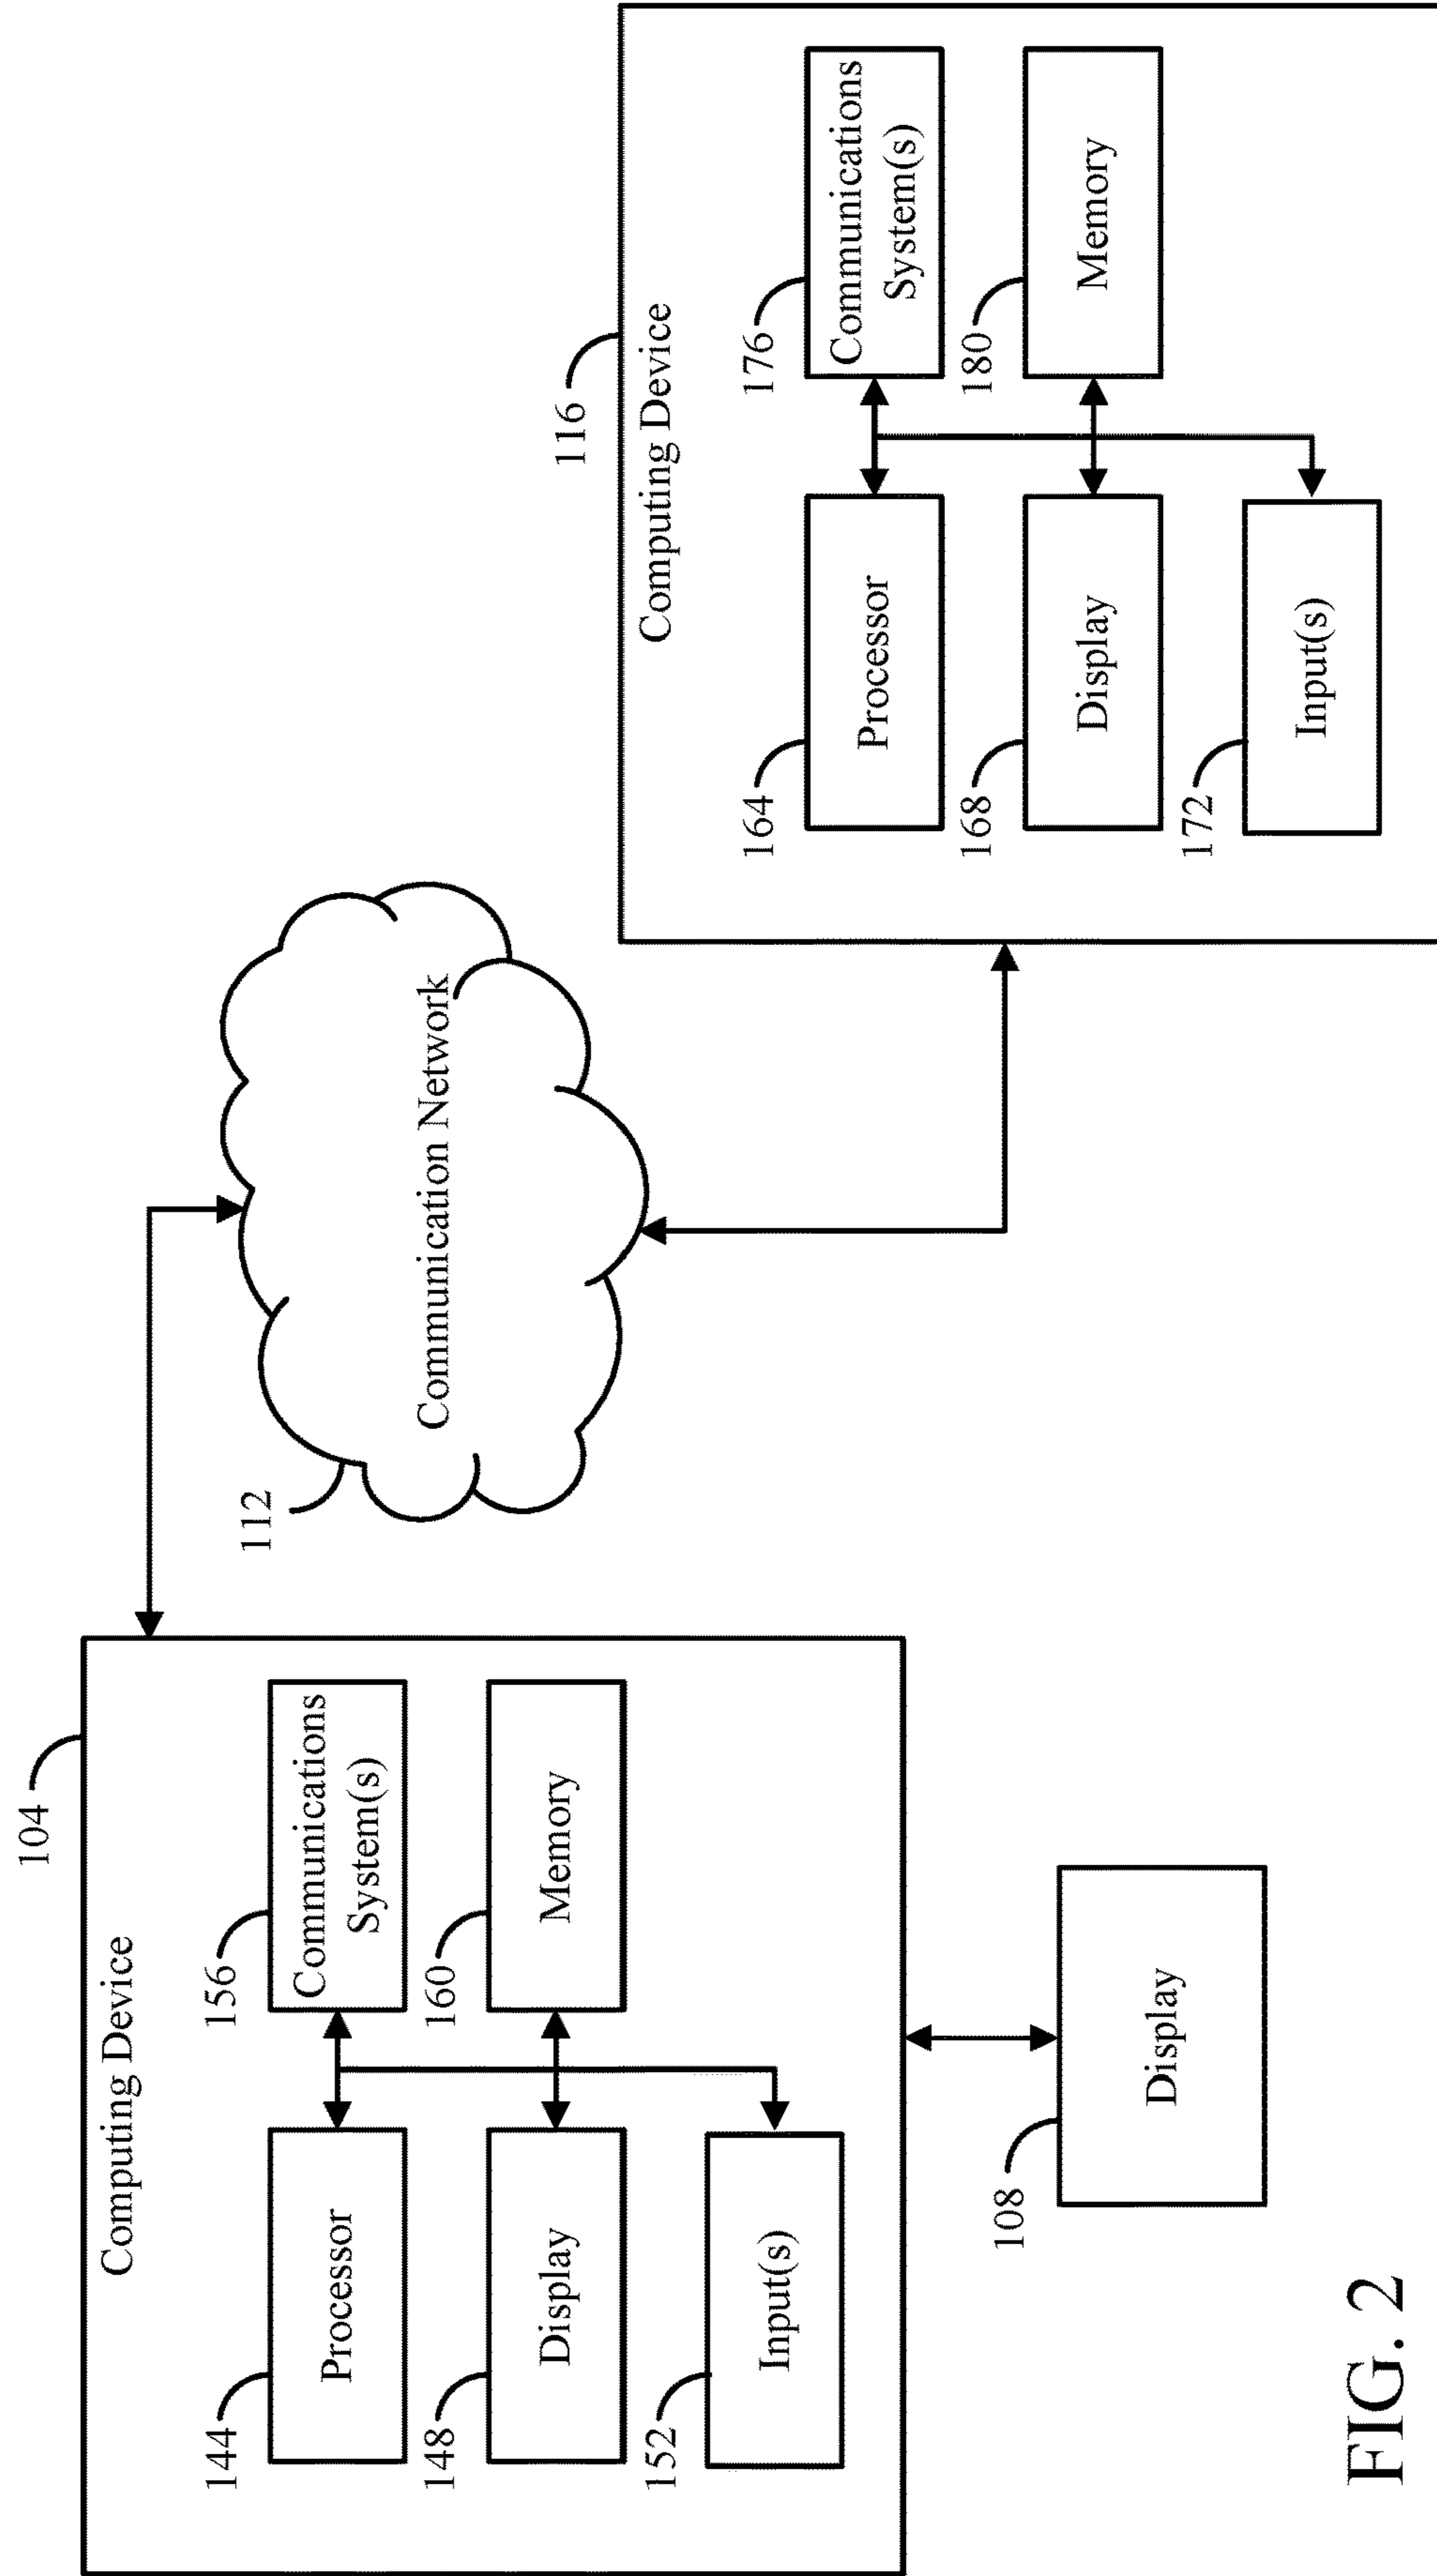 104
Computing Device
144
Processor
156
Communications
System(s)
148
Display
160
Memory
152
Input(s)
108
Display
112
Communication Network
116
Computing Device
164
Processor
176
Communications
System(s)
168
Display
180
Memory
172
Input(s)
FIG. 2